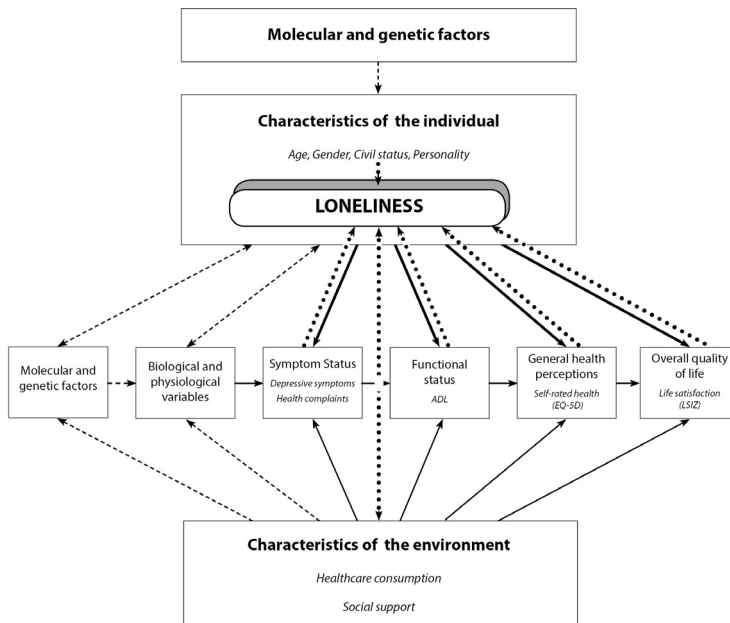 Molecular and genetic factors
Characteristics of the individual
Age, Gender, Civil status, Personality
LONELINESS
Molecular and
genetic factors
Biological and
physiological
variables
Symptom Status
Depressive symptoms
Health complaints
Functional
status
ADL
General health
perceptions
Self-rated health
(EQ-5D)
Overall quality
of life
Life satisfaction
(LSIZ)
Characteristics of the environment
Healthcare consumption
Social support